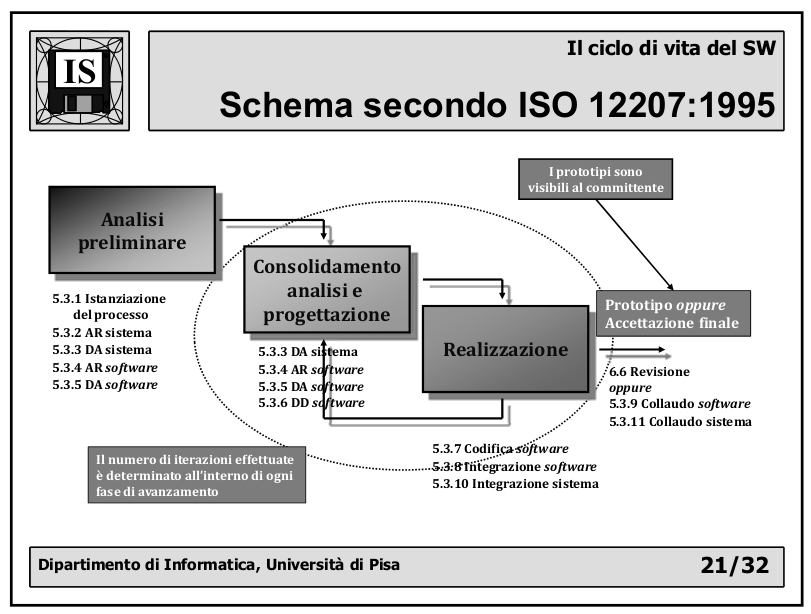 IS
Il ciclo di vita del SW
Schema secondo ISO 12207:1995
I prototipi sono
visibili al committente
Analisi
preliminare
Consolidamento
analisi e
progettazione
Realizzazione
Prototipo oppure
Accettazione finale
5.3.1 Istanziazione
del processo
5.3.2 AR sistema
5.3.3 DA sistema
5.3.4 AR software
5.3.5 DA software
5.3.3 DA sistema
5.3.4 AR software
5.3.5 DA software
5.3.6 DD software
6.6 Revisione
oppure
5.3.9 Collaudo software
5.3.11 Collaudo sistema
5.3.7 Codifica software
5.3.8 Integrazione software
5.3.10 Integrazione sistema
Il numero di iterazioni effettuate
è determinato all’interno di ogni
fase di avanzamento
Dipartimento di Informatica, Università di Pisa
21/32